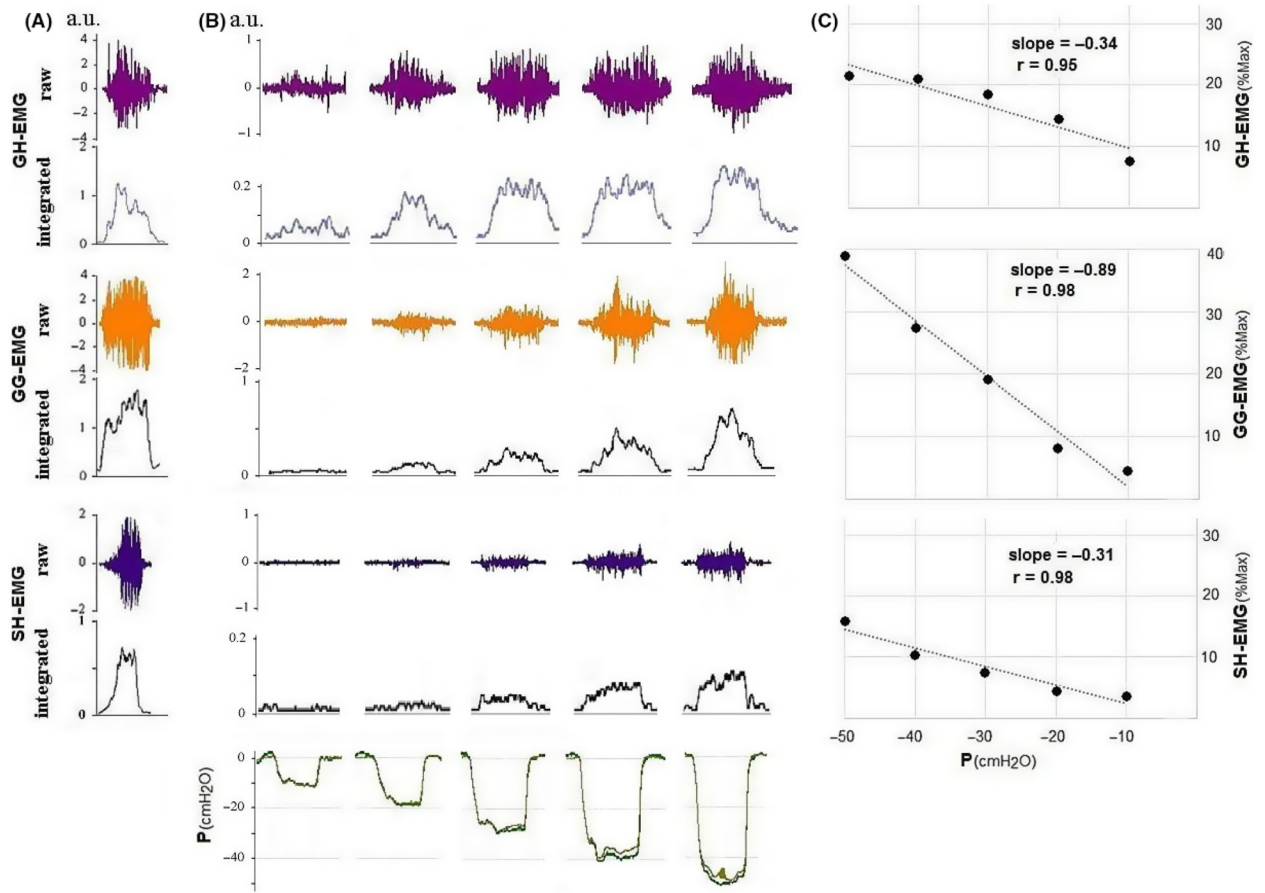 (A) a.u.
(B) a.u.
(C)
GH-EMG
raw
4
2
0
−2
−4
integrated
2
1
0
1
0
−1
0.2
0
slope = −0.34
r = 0.95
30
20
10
GH-EMG(%Max)
GG-EMG
raw
4
2
0
−2
−4
integrated
2
1
0
2
0
−2
1
0
slope = −0.89
r = 0.98
40
30
20
10
GG-EMG(%Max)
SH-EMG
raw
2
0
−2
integrated
1
0
1
0
−1
0.2
0
slope = −0.31
r = 0.98
30
20
10
SH-EMG(%Max)
−50 −40 −30 −20 −10
P(cmH2O)
P(cmH2O)
0
−20
−40